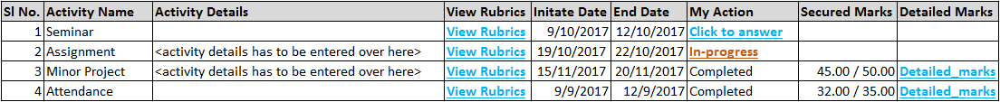 Sl No. Activity Name Activity Details View Rubrics Initate Date End Date My Action Secured Marks Detailed Marks
1 Seminar View Rubrics 9/10/2017 12/10/2017 Click to answer
2 Assignment <activity details has to be entered over here> View Rubrics 19/10/2017 22/10/2017 In-progress
3 Minor Project <activity details has to be entered over here> View Rubrics 15/11/2017 20/11/2017 Completed 45.00 / 50.00 Detailed_marks
4 Attendance View Rubrics 9/9/2017 12/9/2017 Completed 32.00 / 35.00 Detailed_marks